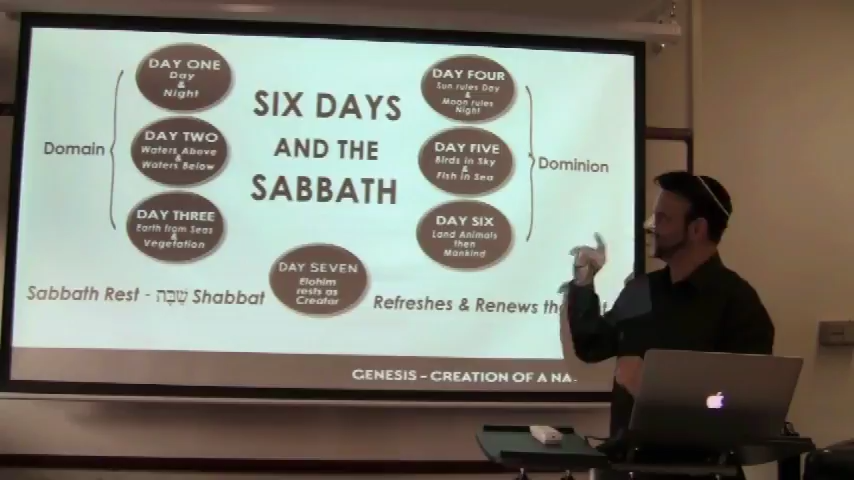 DAY ONE
Day
&
Night
DAY TWO
Waters Above
&
Waters Below
DAY THREE
Earth from Seas
&
Vegetation
Domain
SIX DAYS
AND THE
SABBATH
DAY FOUR
Sun rules Day
&
Moon rules
Night
DAY FIVE
Birds in Sky
&
Fish in Sea
DAY SIX
Land Animals
then
Mankind
Dominion
DAY SEVEN
Elohim
rests as
Creator
Sabbath Rest - שַׁבָּה Shabbat
Refreshes & Renews
GENESIS - CREATION OF A